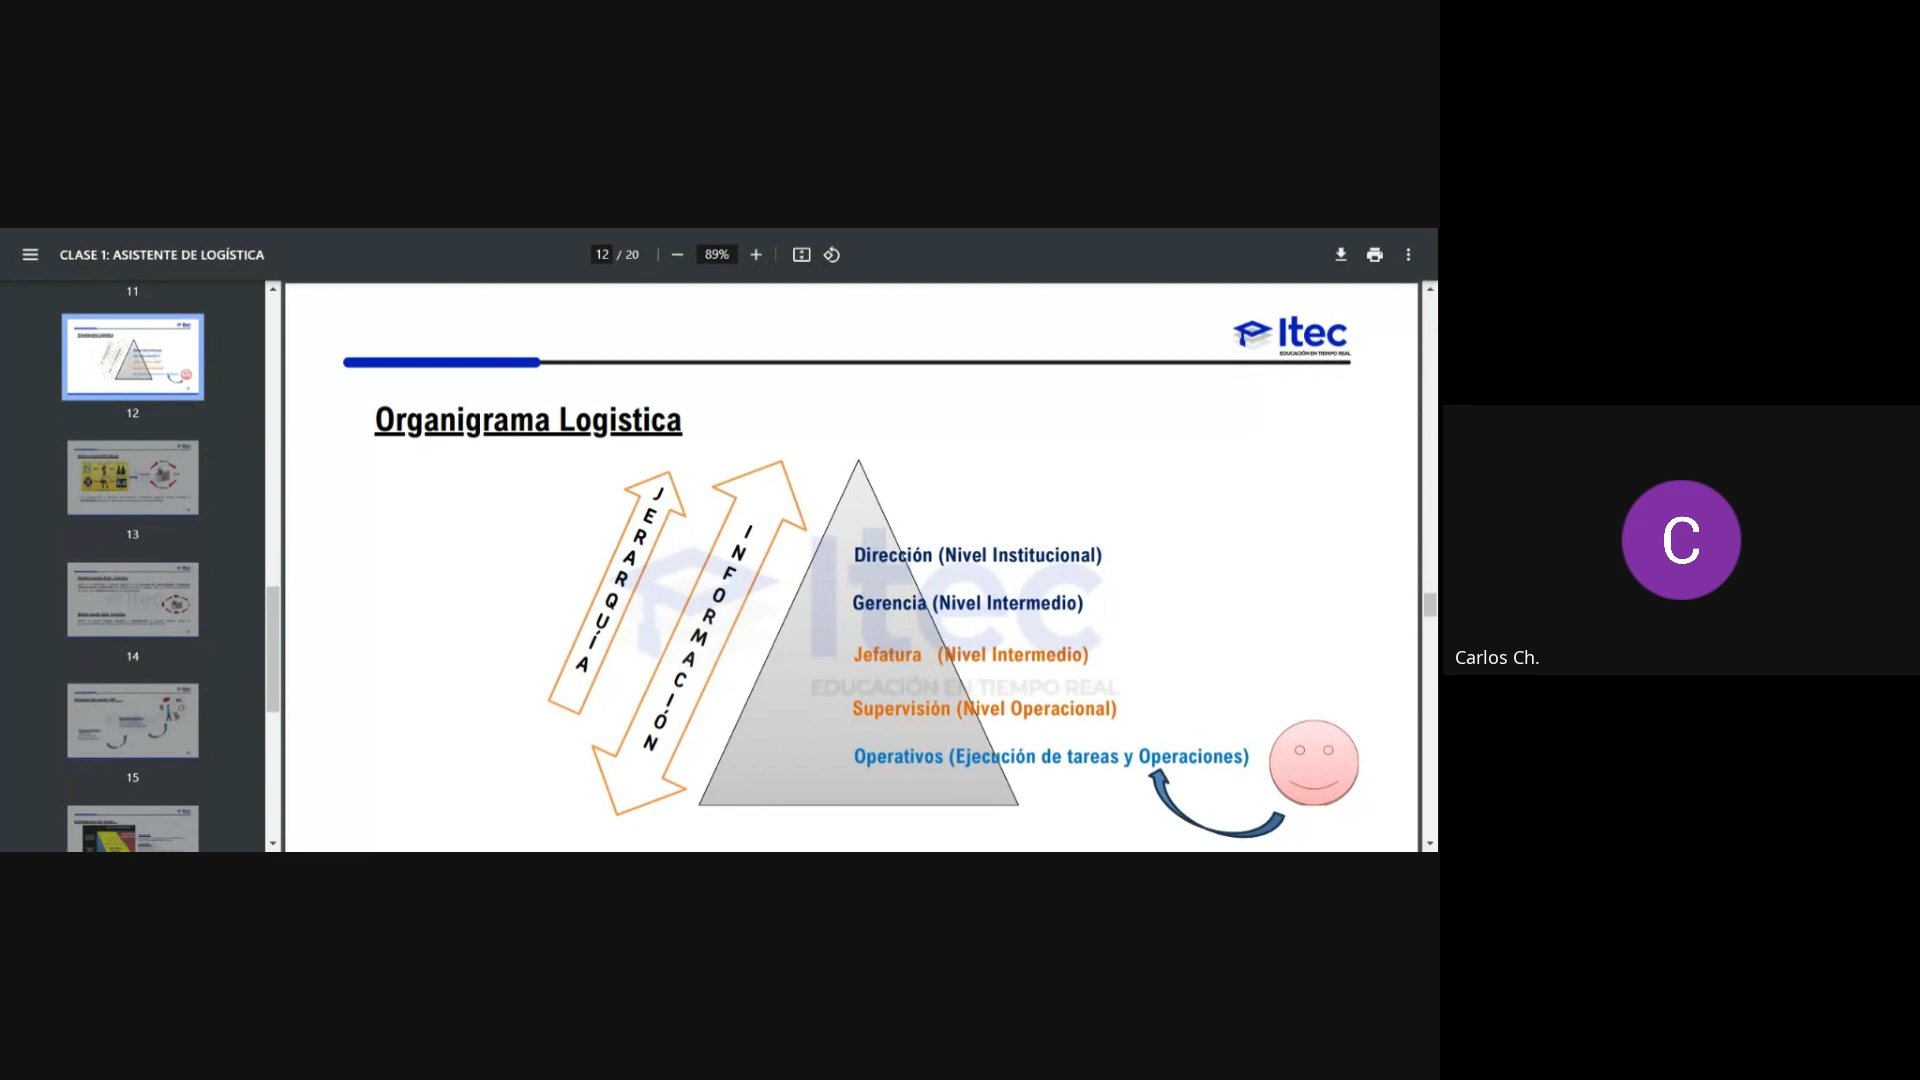 CLASE 1: ASISTENTE DE LOGÍSTICA
12 / 20
89%
11
12
13
14
15
Itec
EDUCACIÓN EN TIEMPO REAL
Organigrama Logistica
JERARQUÍA
INFORMACIÓN
Itec
EDUCACIÓN EN TIEMPO REAL
Dirección (Nivel Institucional)
Gerencia (Nivel Intermedio)
Jefatura (Nivel Intermedio)
Supervisión (Nivel Operacional)
Operativos (Ejecución de tareas y Operaciones)
C
Carlos Ch.